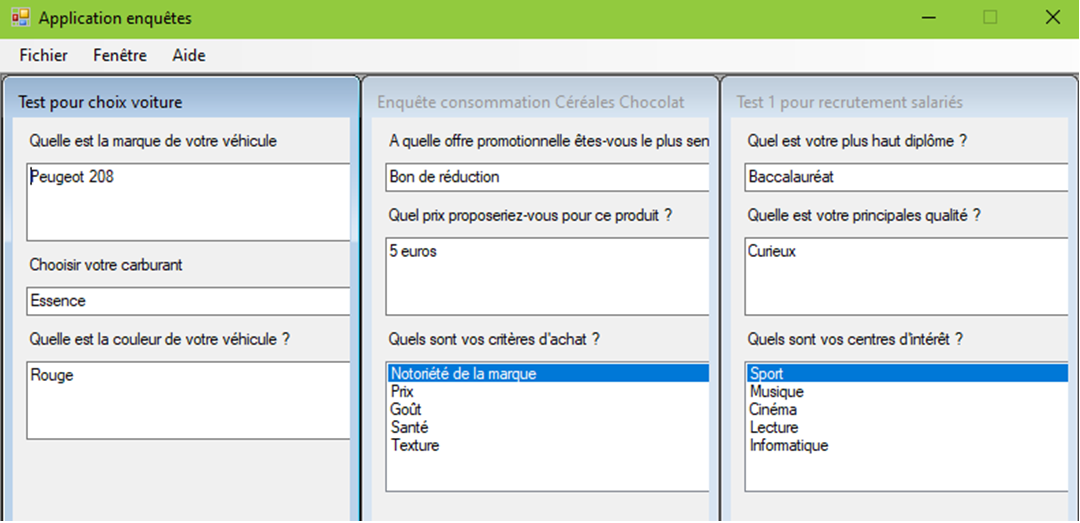 Application enquêtes
Fichier Fenêtre Aide
Test pour choix voiture
Quelle est la marque de votre véhicule
Peugeot 208
Chooisir votre carburant
Essence
Quelle est la couleur de votre véhicule ?
Rouge
Enquête consommation Céréales Chocolat
A quelle offre promotionnelle êtes-vous le plus sen
Bon de réduction
Quel prix proposeriez-vous pour ce produit ?
5 euros
Quels sont vos critères d'achat ?
Notoriété de la marque
Prix
Goût
Santé
Texture
Test 1 pour recrutement salariés
Quel est votre plus haut diplôme ?
Baccalauréat
Quelle est votre principales qualité ?
Curieux
Quels sont vos centres d'intérêt ?
Sport
Musique
Cinéma
Lecture
Informatique